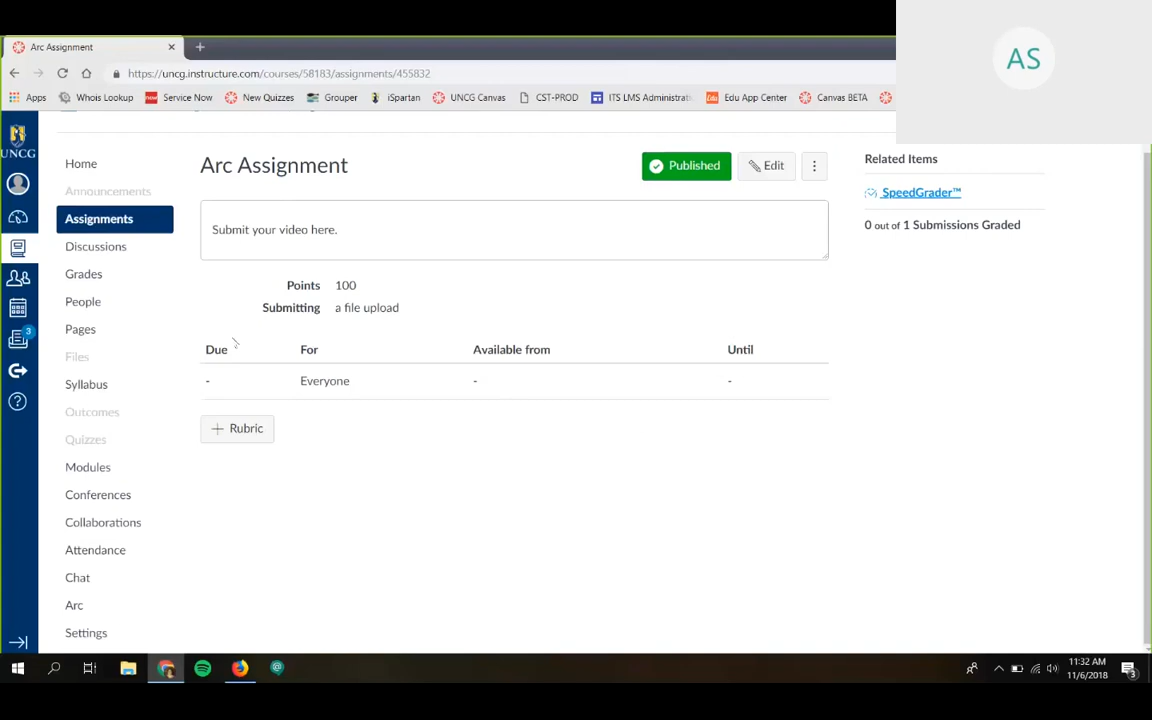 Arc Assignment
https://uncg.instructure.com/courses/58183/assignments/455832
Apps Whois Lookup Service Now New Quizzes Grouper iSpartan UNCG Canvas CST-PROD ITS LMS Administrati Edu App Center Canvas BETA
AS
UNCG
3
Home
Announcements
Assignments
Discussions
Grades
People
Pages
Files
Syllabus
Outcomes
Quizzes
Modules
Conferences
Collaborations
Attendance
Chat
Arc
Settings
Arc Assignment
Published Edit
Submit your video here.
Points 100
Submitting a file upload
Due For Available from Until
- Everyone - -
+ Rubric
Related Items
SpeedGrader™
0 out of 1 Submissions Graded
11:32 AM
11/6/2018
3